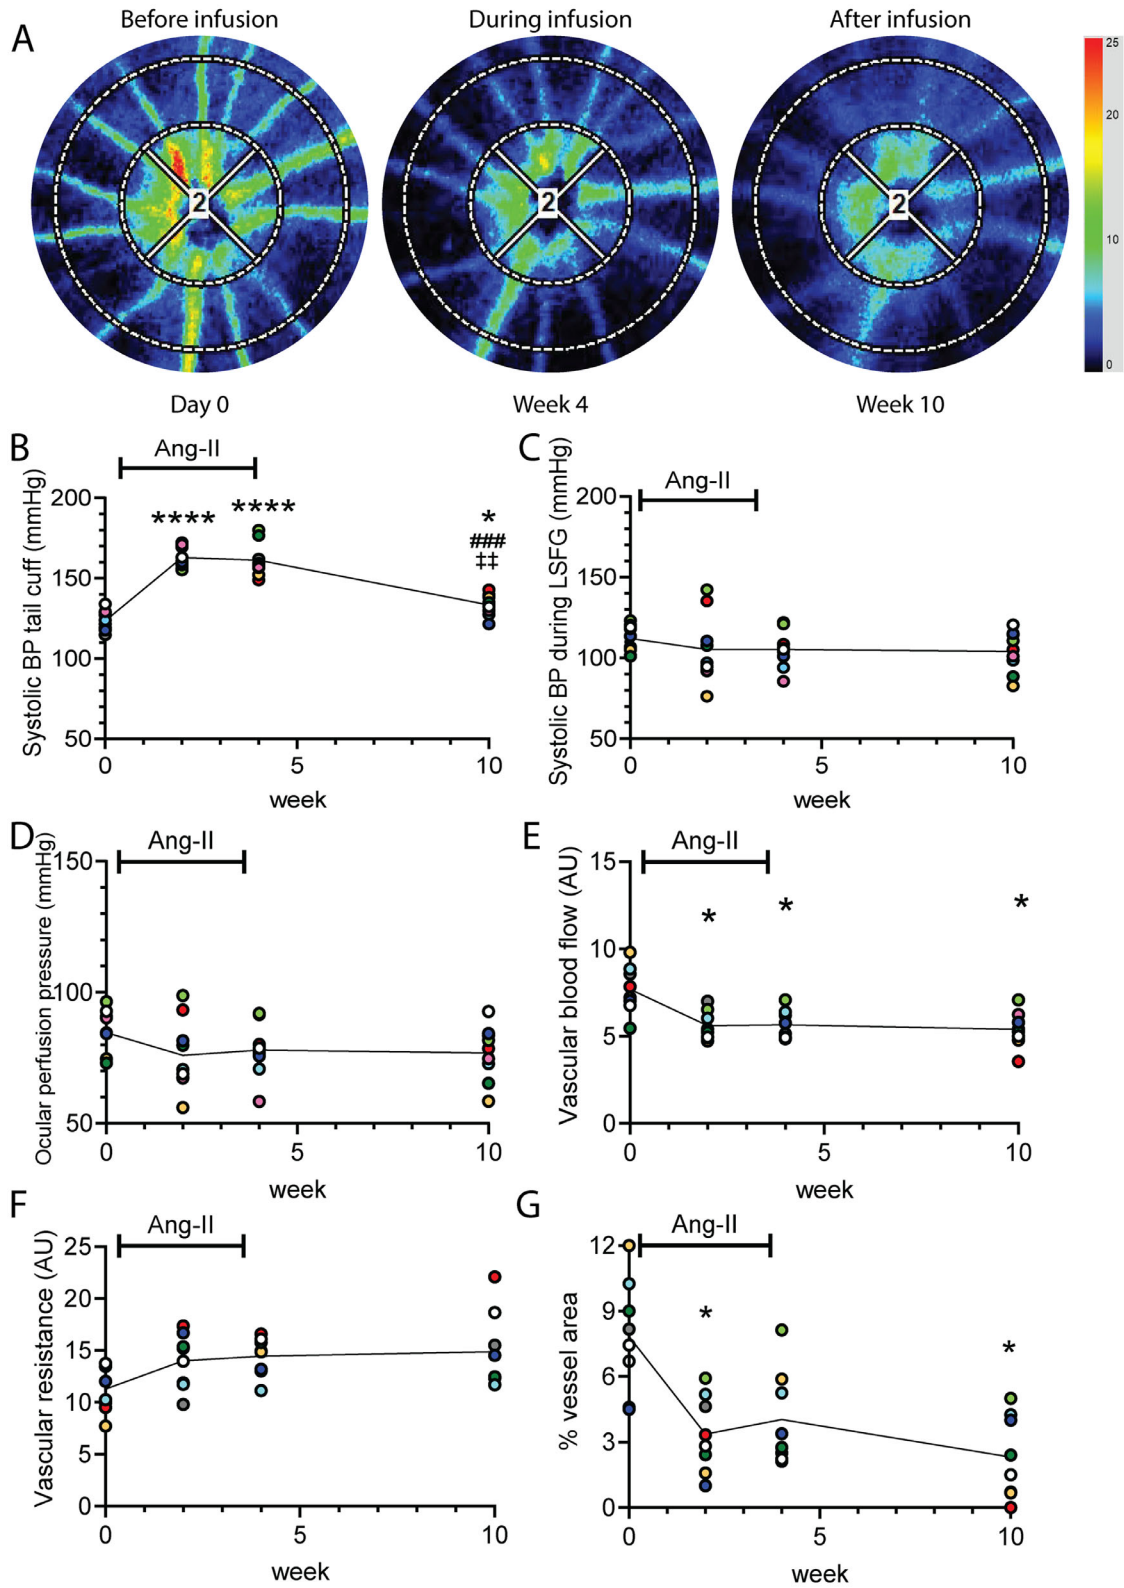 A
Before infusion
During infusion
After infusion
2
2
2
25
20
10
0
Day 0
Week 4
Week 10
B
Ang-II
Systolic BP tail cuff (mmHg)
200
150
100
50
****
****
*
###
‡‡
0
5
10
week
C
Ang-II
Systolic BP during LSFG (mmHg)
200
150
100
50
0
5
10
week
D
Ang-II
Ocular perfusion pressure (mmHg)
150
100
50
0
5
10
week
E
Ang-II
Vascular blood flow (AU)
15
10
5
0
*
*
*
0
5
10
week
F
Ang-II
Vascular resistance (AU)
25
20
15
10
5
0
0
5
10
week
G
Ang-II
% vessel area
12
9
6
3
0
*
*
0
5
10
week